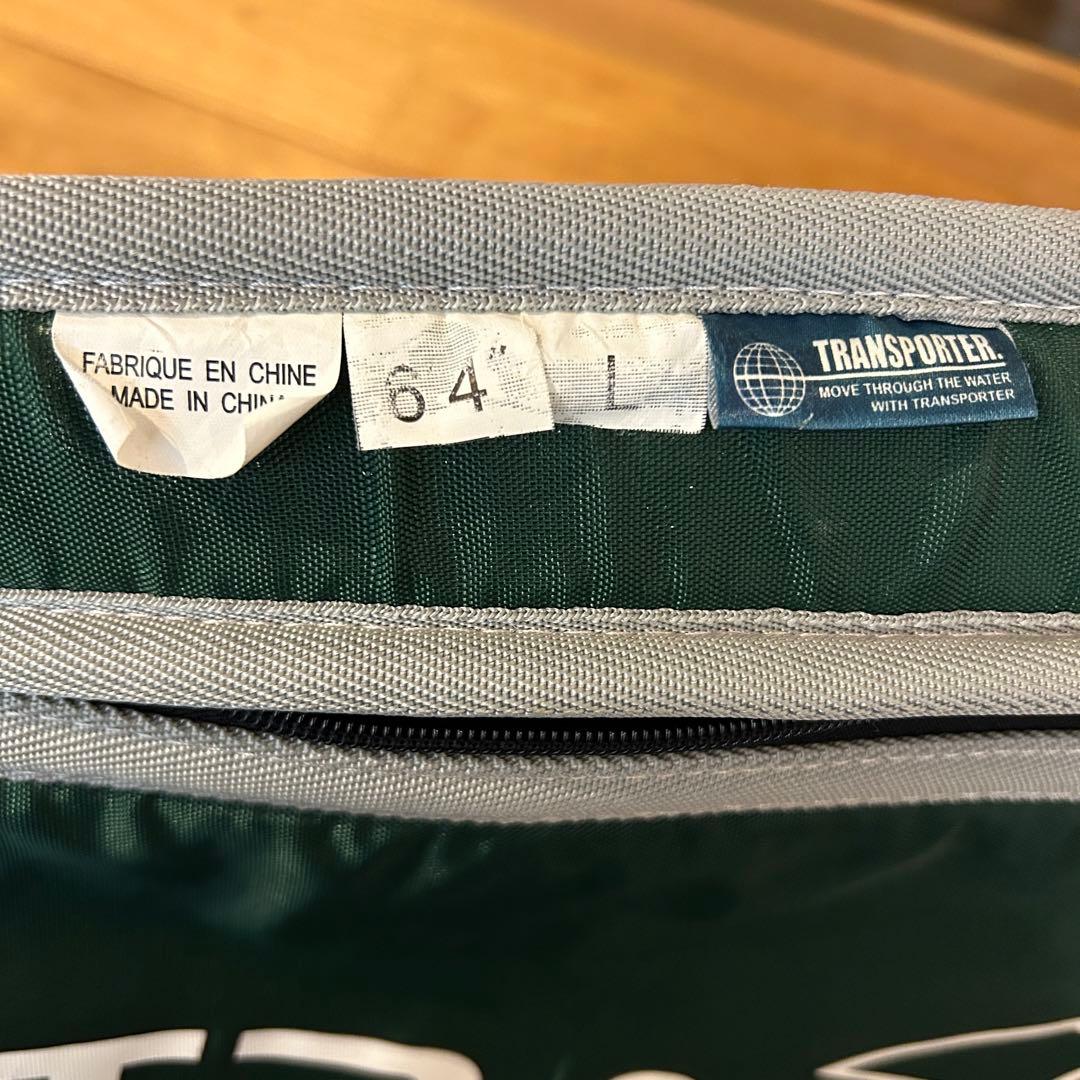 FABRIQUE EN CHINE
MADE IN CHINA
64"
L
TRANSPORTER.
MOVE THROUGH THE WATER
WITH TRANSPORTER